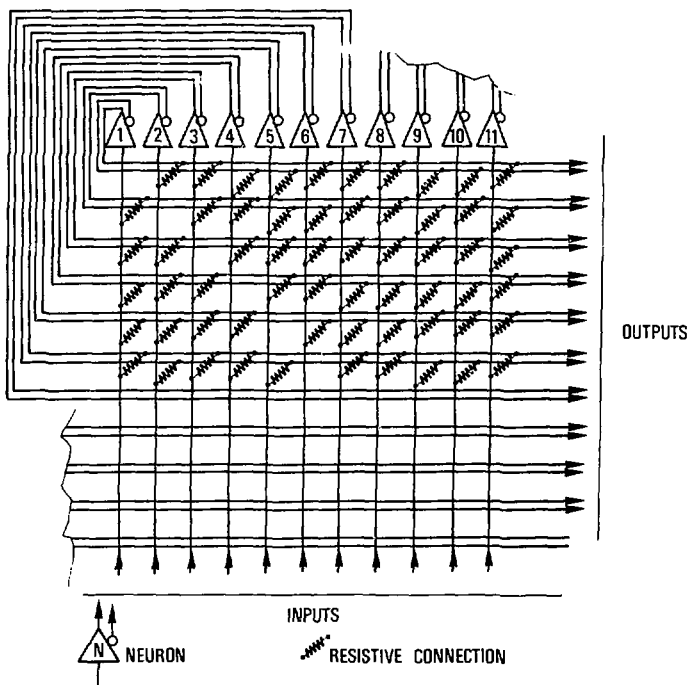 1 2 3 4 5 6 7 8 9 10 11
OUTPUTS
INPUTS
N NEURON
RESISTIVE CONNECTION